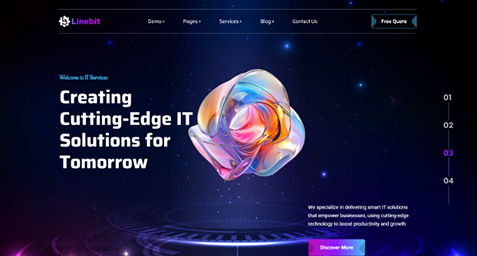 Linebit
Demo +
Pages +
Services +
Blog +
Contact Us
Free Quote
Welcome to IT Services
Creating
Cutting-Edge IT
Solutions for
Tomorrow
01
02
03
04
We specialize in delivering smart IT solutions
that empower businesses, using cutting-edge
technology to boost productivity and growth.
Discover More